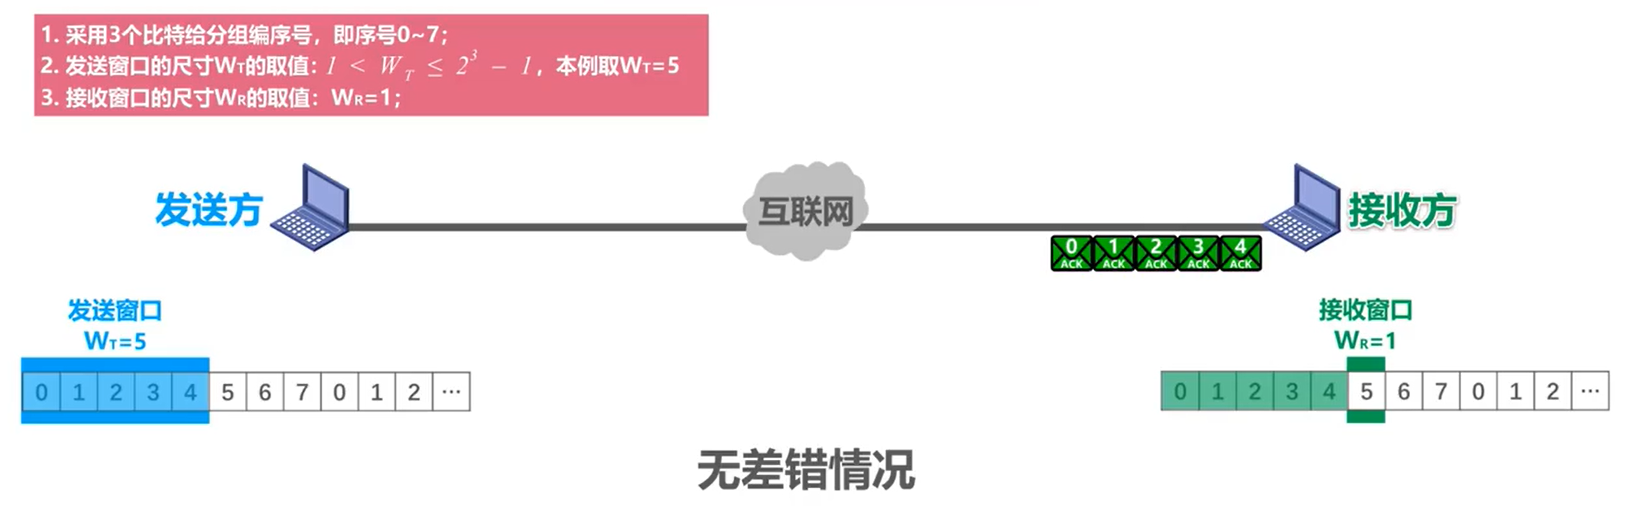 1. 采用3个比特给分组编序号，即序号0~7；
2. 发送窗口的尺寸WT的取值：1 < W_T ≤ 2^3 － 1，本例取WT=5
3. 接收窗口的尺寸WR的取值：WR=1；
发送方
互联网
接收方
0 1 2 3 4
ACK ACK ACK ACK ACK
发送窗口
WT=5
接收窗口
WR=1
0 1 2 3 4 5 6 7 0 1 2 …
0 1 2 3 4 5 6 7 0 1 2 …
无差错情况